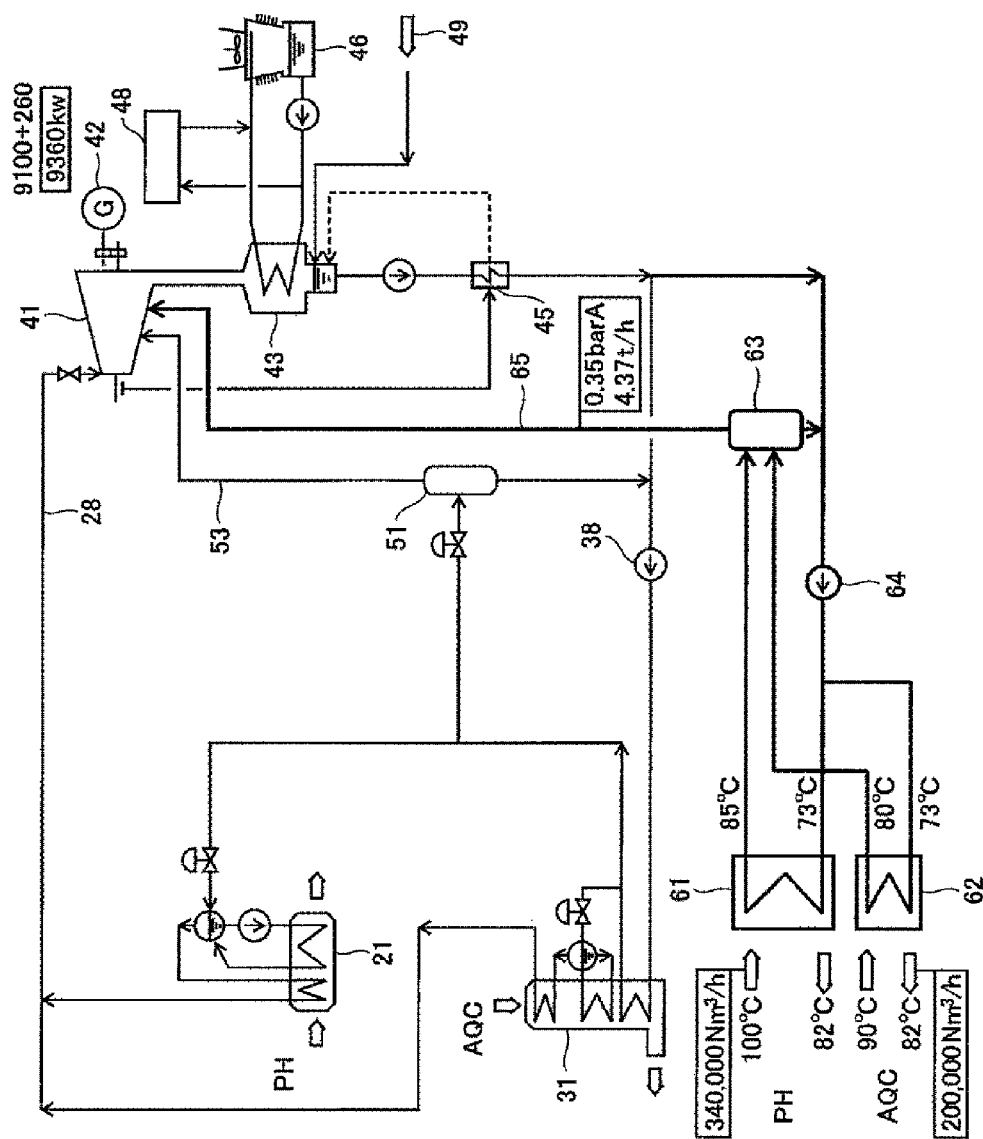 9100+260
9360kw
42
48
G
41
46
49
43
45
65
0.35barA
4.37t/h
63
28
53
51
38
64
21
PH
AQC
31
85°C
73°C
80°C
73°C
61
62
340,000Nm³/h
100°C
82°C
90°C
82°C
200,000Nm³/h
PH
AQC